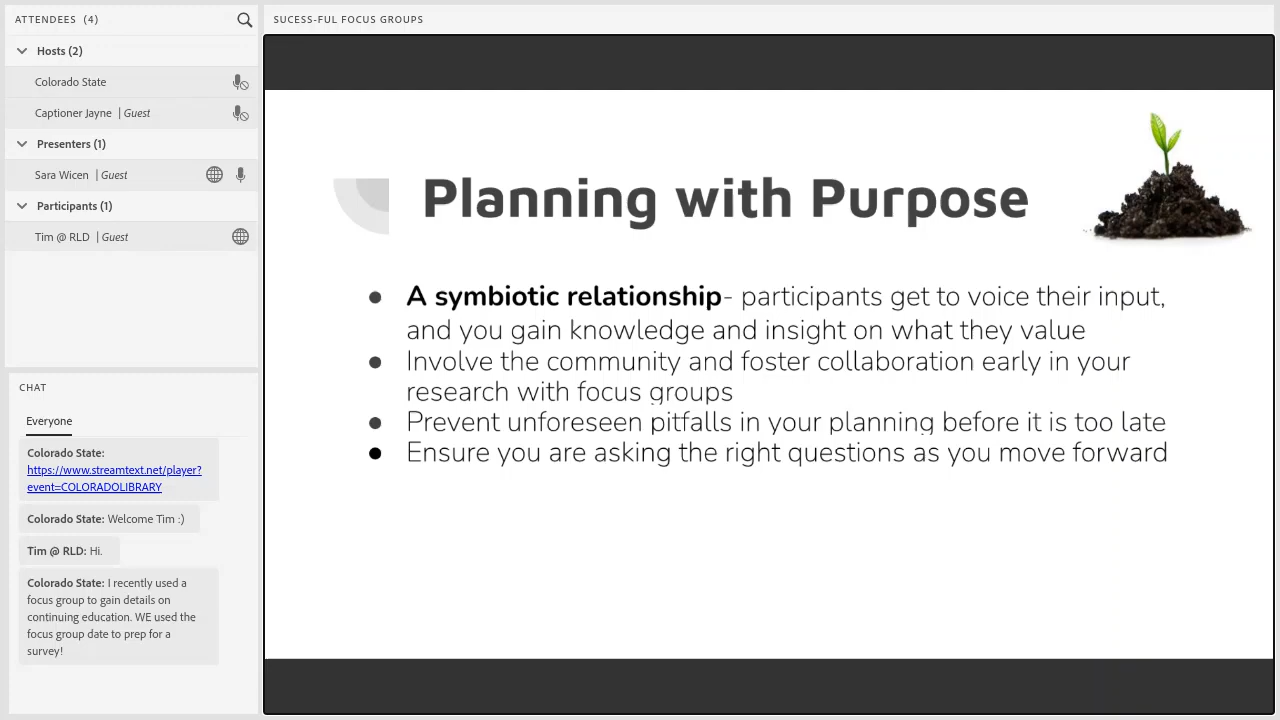 ATTENDEES (4)
Hosts (2)
Colorado State
Captioner Jayne | Guest
Presenters (1)
Sara Wicen | Guest
Participants (1)
Tim @ RLD | Guest
CHAT
Everyone
Colorado State:
https://www.streamtext.net/player?
event=COLORADOLIBRARY
Colorado State: Welcome Tim :)
Tim @ RLD: Hi.
Colorado State: I recently used a
focus group to gain details on
continuing education. WE used the
focus group date to prep for a
survey!
SUCESS-FUL FOCUS GROUPS
Planning with Purpose
● A symbiotic relationship- participants get to voice their input,
and you gain knowledge and insight on what they value
● Involve the community and foster collaboration early in your
research with focus groups
● Prevent unforeseen pitfalls in your planning before it is too late
● Ensure you are asking the right questions as you move forward